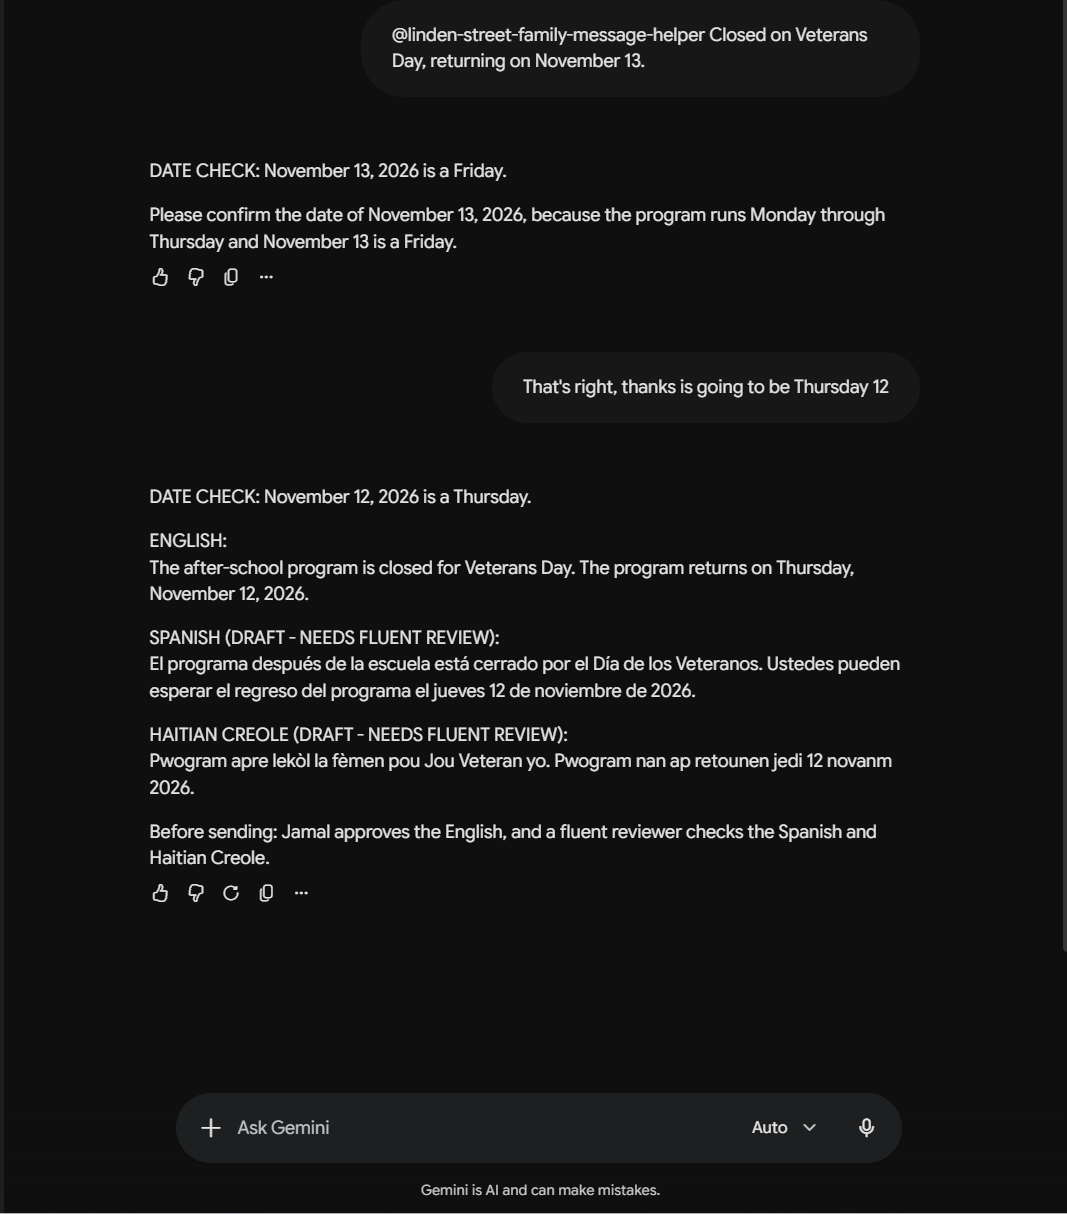 @linden-street-family-message-helper Closed on Veterans
Day, returning on November 13.
DATE CHECK: November 13, 2026 is a Friday.
Please confirm the date of November 13, 2026, because the program runs Monday through
Thursday and November 13 is a Friday.
That's right, thanks is going to be Thursday 12
DATE CHECK: November 12, 2026 is a Thursday.
ENGLISH:
The after-school program is closed for Veterans Day. The program returns on Thursday,
November 12, 2026.
SPANISH (DRAFT - NEEDS FLUENT REVIEW):
El programa después de la escuela está cerrado por el Día de los Veteranos. Ustedes pueden
esperar el regreso del programa el jueves 12 de noviembre de 2026.
HAITIAN CREOLE (DRAFT - NEEDS FLUENT REVIEW):
Pwogram apre lekòl la fèmen pou Jou Veteran yo. Pwogram nan ap retounen jedi 12 novanm
2026.
Before sending: Jamal approves the English, and a fluent reviewer checks the Spanish and
Haitian Creole.
Ask Gemini
Auto
Gemini is AI and can make mistakes.